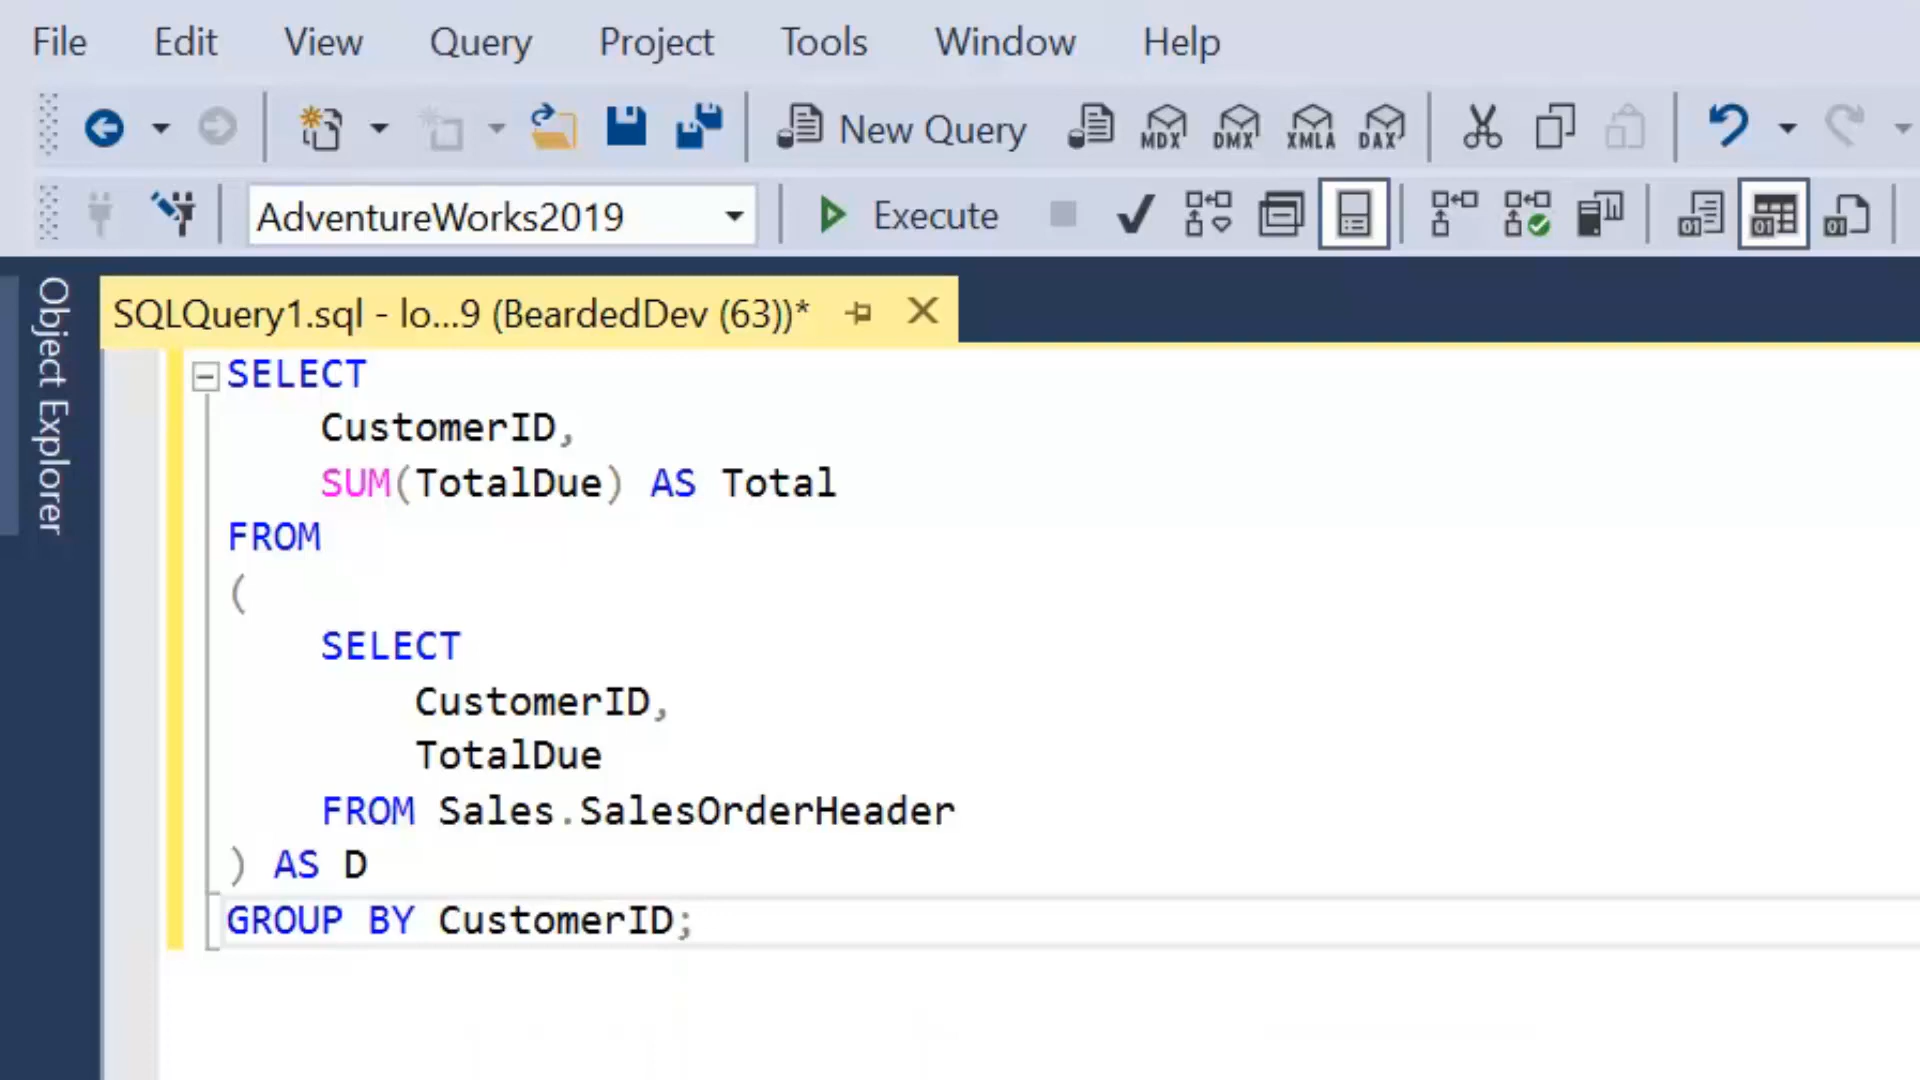 File Edit View Query Project Tools Window Help
New Query MDX DMX XMLA DAX
AdventureWorks2019 Execute
Object Explorer
SQLQuery1.sql - lo...9 (BeardedDev (63))*
SELECT
CustomerID,
SUM(TotalDue) AS Total
FROM
(
SELECT
CustomerID,
TotalDue
FROM Sales.SalesOrderHeader
) AS D
GROUP BY CustomerID;